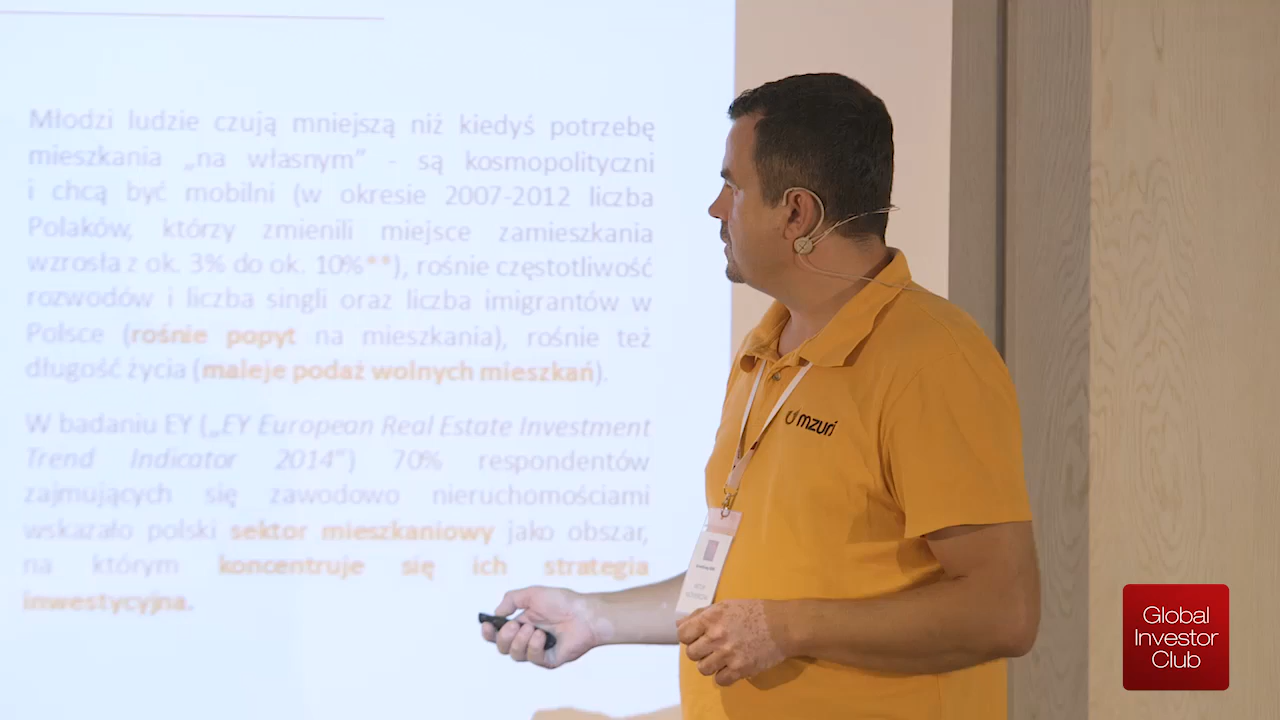 Młodzi ludzie czują mniejszą niż kiedyś potrzebę
mieszkania „na własnym” - są kosmopolityczni
i chcą być mobilni (w okresie 2007-2012 liczba
Polaków, którzy zmienili miejsce zamieszkania
wzrosła z ok. 3% do ok. 10%**), rośnie częstotliwość
rozwodów i liczba singli oraz liczba imigrantów w
Polsce (rośnie popyt na mieszkania), rośnie też
długość życia (maleje podaż wolnych mieszkań).
W badaniu EY („EY European Real Estate Investment
Trend Indicator 2014”) 70% respondentów
zajmujących się zawodowo nieruchomościami
wskazało polski sektor mieszkaniowy jako obszar,
na którym koncentruje się ich strategia
inwestycyjna.
mzuri
Global
Investor
Club